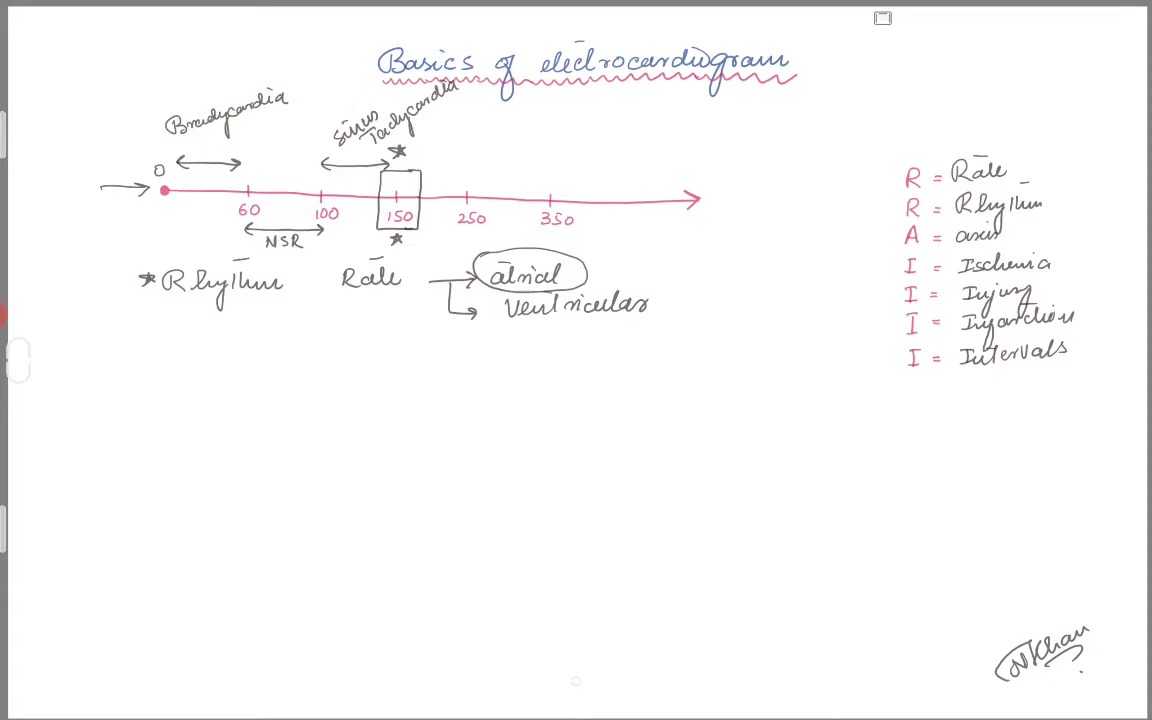 Basics of electrocardiogram
Bradycardia
Sinus
Tachycardia
0
60 100 150 250 350
NSR
Rhythm Rate atrial
ventricular
R = Rate
R = Rhythm
A = axis
I = Ischemia
I = Injury
I = Infarction
I = Intervals
Khan